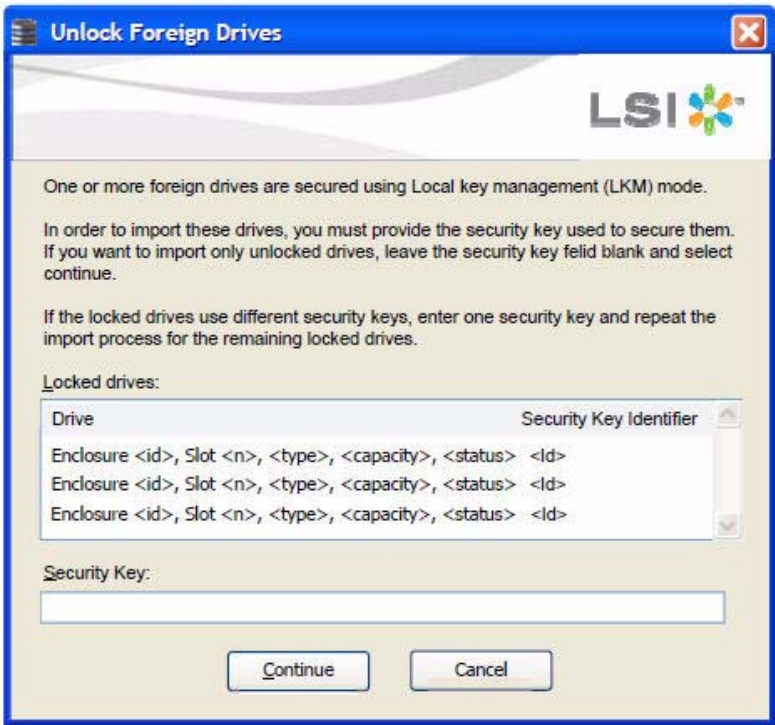 Unlock Foreign Drives
LSI™
One or more foreign drives are secured using Local key management (LKM) mode.
In order to import these drives, you must provide the security key used to secure them.
If you want to import only unlocked drives, leave the security key felid blank and select
continue.
If the locked drives use different security keys, enter one security key and repeat the
import process for the remaining locked drives.
Locked drives:
Drive Security Key Identifier
Enclosure <id>, Slot <n>, <type>, <capacity>, <status> <Id>
Enclosure <id>, Slot <n>, <type>, <capacity>, <status> <Id>
Enclosure <id>, Slot <n>, <type>, <capacity>, <status> <Id>
Security Key:
Continue Cancel